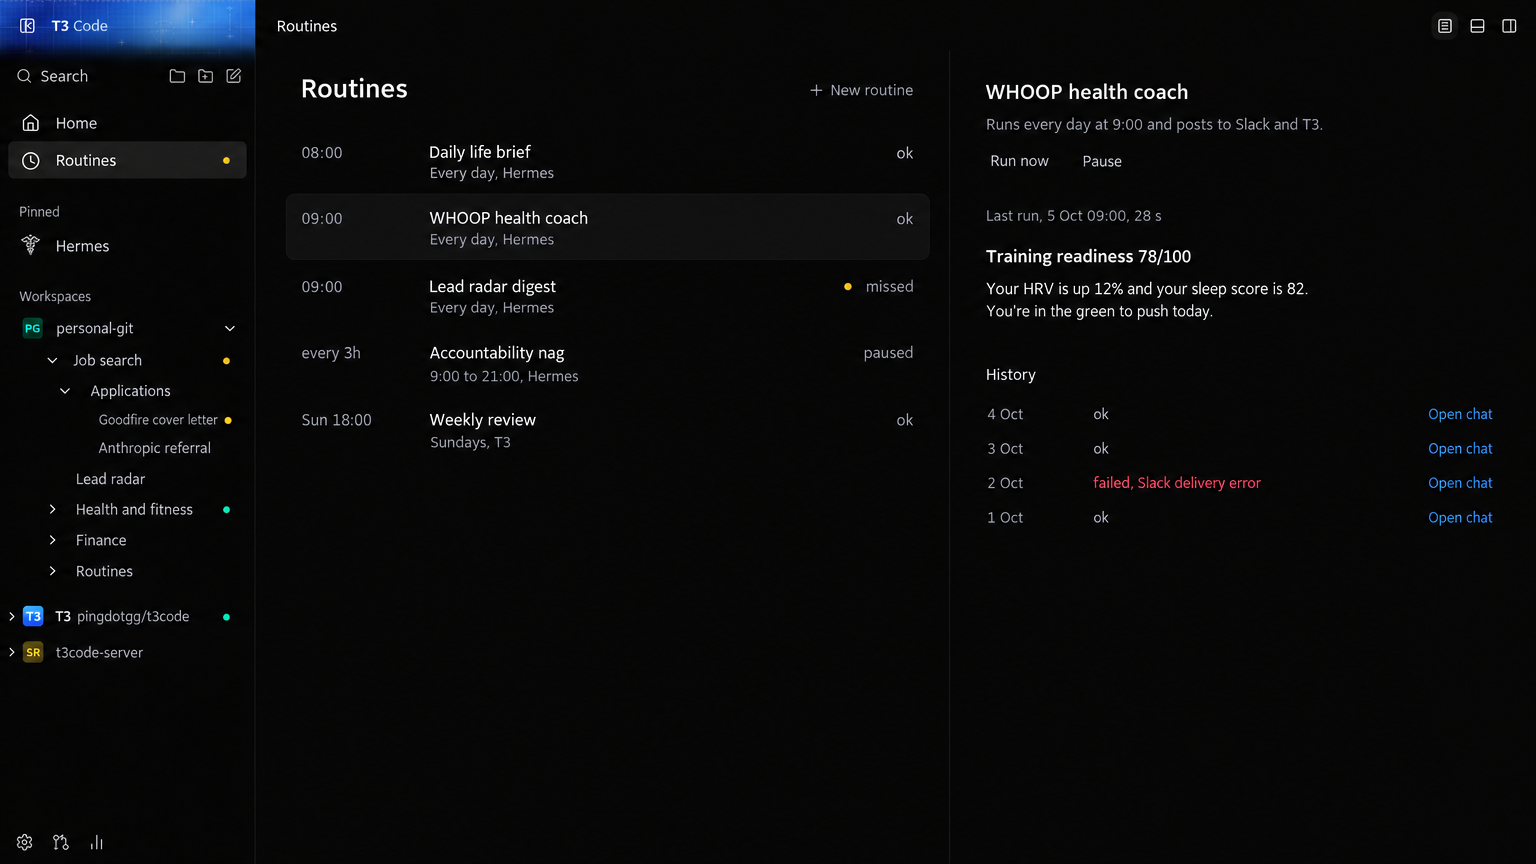 T3 Code
Search
Home
Routines
Pinned
Hermes
Workspaces
PG personal-git
Job search
Applications
Goodfire cover letter
Anthropic referral
Lead radar
Health and fitness
Finance
Routines
T3 T3 pingdotgg/t3code
SR t3code-server
Routines
Routines
+ New routine
08:00 Daily life brief ok
Every day, Hermes
09:00 WHOOP health coach ok
Every day, Hermes
09:00 Lead radar digest missed
Every day, Hermes
every 3h Accountability nag paused
9:00 to 21:00, Hermes
Sun 18:00 Weekly review ok
Sundays, T3
WHOOP health coach
Runs every day at 9:00 and posts to Slack and T3.
Run now Pause
Last run, 5 Oct 09:00, 28 s
Training readiness 78/100
Your HRV is up 12% and your sleep score is 82.
You're in the green to push today.
History
4 Oct ok Open chat
3 Oct ok Open chat
2 Oct failed, Slack delivery error Open chat
1 Oct ok Open chat